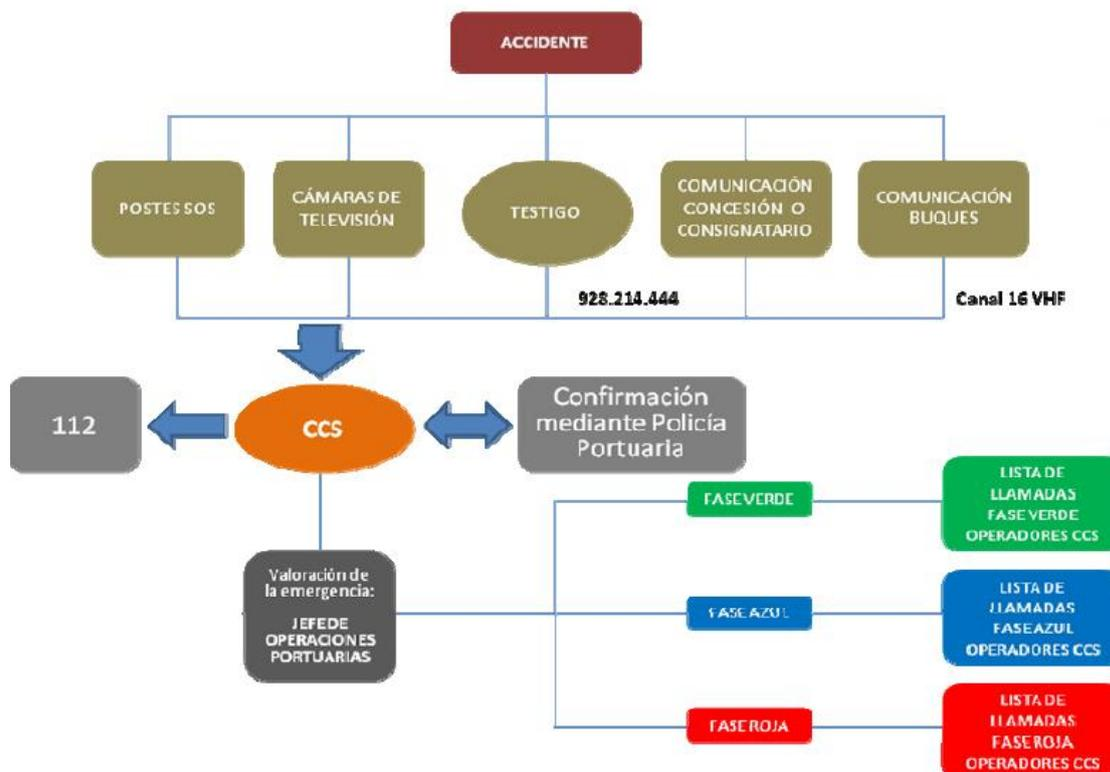 ACCIDENTE
POSTES SOS
CÁMARAS DE
TELEVISIÓN
TESTIGO
COMUNICACIÓN
CONCESIÓN O
CONSIGNATARIO
COMUNICACIÓN
BUQUES
928.214.444
Canal 16 VHF
112
CCS
Confirmación
mediante Policía
Portuaria
Valoración de
la emergencia:
JEFE DE
OPERACIONES
PORTUARIAS
FASE VERDE
LISTA DE
LLAMADAS
FASE VERDE
OPERADORES CCS
FASE AZUL
LISTA DE
LLAMADAS
FASE AZUL
OPERADORES CCS
FASE ROJA
LISTA DE
LLAMADAS
FASE ROJA
OPERADORES CCS